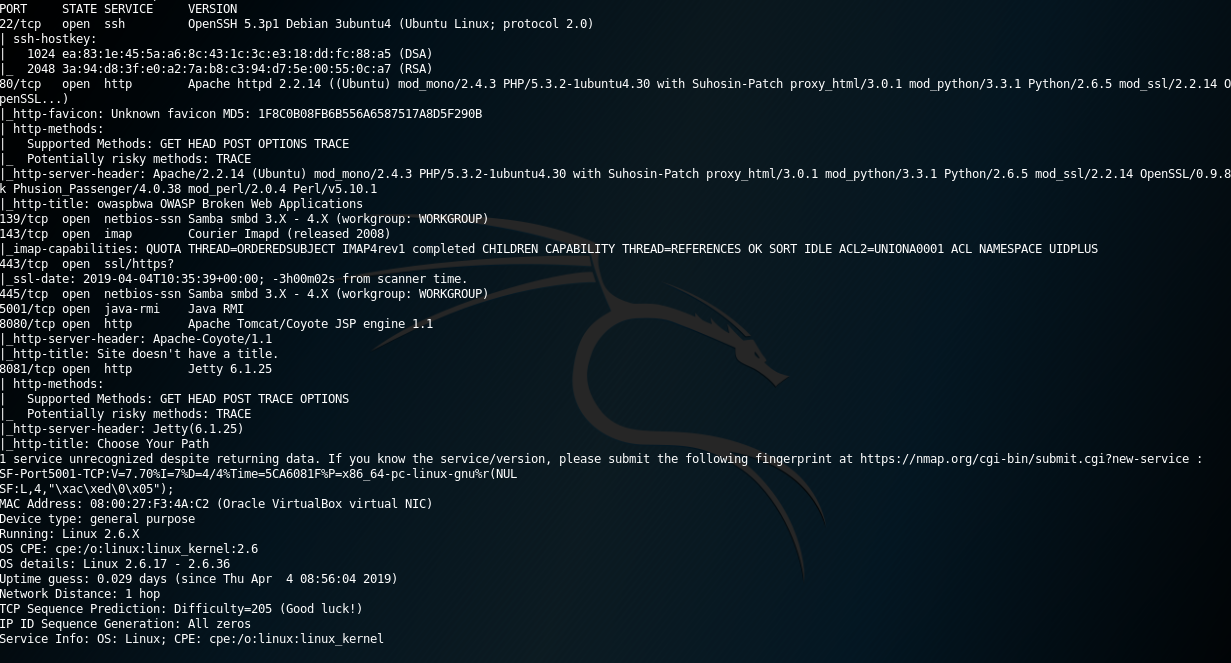 PORT     STATE SERVICE     VERSION
22/tcp   open  ssh         OpenSSH 5.3p1 Debian 3ubuntu4 (Ubuntu Linux; protocol 2.0)
| ssh-hostkey:
|   1024 ea:83:1e:45:5a:a6:8c:43:1c:3c:e3:18:dd:fc:88:a5 (DSA)
|_  2048 3a:94:d8:3f:e0:a2:7a:b8:c3:94:d7:5e:00:55:0c:a7 (RSA)
80/tcp   open  http        Apache httpd 2.2.14 ((Ubuntu) mod_mono/2.4.3 PHP/5.3.2-1ubuntu4.30 with Suhosin-Patch proxy_html/3.0.1 mod_python/3.3.1 Python/2.6.5 mod_ssl/2.2.14 O
penSSL...)
|_http-favicon: Unknown favicon MD5: 1F8C0B08FB6B556A6587517A8D5F290B
| http-methods:
|   Supported Methods: GET HEAD POST OPTIONS TRACE
|_  Potentially risky methods: TRACE
|_http-server-header: Apache/2.2.14 (Ubuntu) mod_mono/2.4.3 PHP/5.3.2-1ubuntu4.30 with Suhosin-Patch proxy_html/3.0.1 mod_python/3.3.1 Python/2.6.5 mod_ssl/2.2.14 OpenSSL/0.9.8
k Phusion_Passenger/4.0.38 mod_perl/2.0.4 Perl/v5.10.1
|_http-title: owaspbwa OWASP Broken Web Applications
139/tcp  open  netbios-ssn Samba smbd 3.X - 4.X (workgroup: WORKGROUP)
143/tcp  open  imap        Courier Imapd (released 2008)
|_imap-capabilities: QUOTA THREAD=ORDEREDSUBJECT IMAP4rev1 completed CHILDREN CAPABILITY THREAD=REFERENCES OK SORT IDLE ACL2=UNIONA0001 ACL NAMESPACE UIDPLUS
443/tcp  open  ssl/https?
|_ssl-date: 2019-04-04T10:35:39+00:00; -3h00m02s from scanner time.
445/tcp  open  netbios-ssn Samba smbd 3.X - 4.X (workgroup: WORKGROUP)
5001/tcp open  java-rmi    Java RMI
8080/tcp open  http        Apache Tomcat/Coyote JSP engine 1.1
|_http-server-header: Apache-Coyote/1.1
|_http-title: Site doesn't have a title.
8081/tcp open  http        Jetty 6.1.25
| http-methods:
|   Supported Methods: GET HEAD POST TRACE OPTIONS
|_  Potentially risky methods: TRACE
|_http-server-header: Jetty(6.1.25)
|_http-title: Choose Your Path
1 service unrecognized despite returning data. If you know the service/version, please submit the following fingerprint at https://nmap.org/cgi-bin/submit.cgi?new-service :
SF-Port5001-TCP:V=7.70%I=7%D=4/4%Time=5CA6081F%P=x86_64-pc-linux-gnu%r(NUL
SF:L,4,"\xac\xed\0\x05");
MAC Address: 08:00:27:F3:4A:C2 (Oracle VirtualBox virtual NIC)
Device type: general purpose
Running: Linux 2.6.X
OS CPE: cpe:/o:linux:linux_kernel:2.6
OS details: Linux 2.6.17 - 2.6.36
Uptime guess: 0.029 days (since Thu Apr  4 08:56:04 2019)
Network Distance: 1 hop
TCP Sequence Prediction: Difficulty=205 (Good luck!)
IP ID Sequence Generation: All zeros
Service Info: OS: Linux; CPE: cpe:/o:linux:linux_kernel